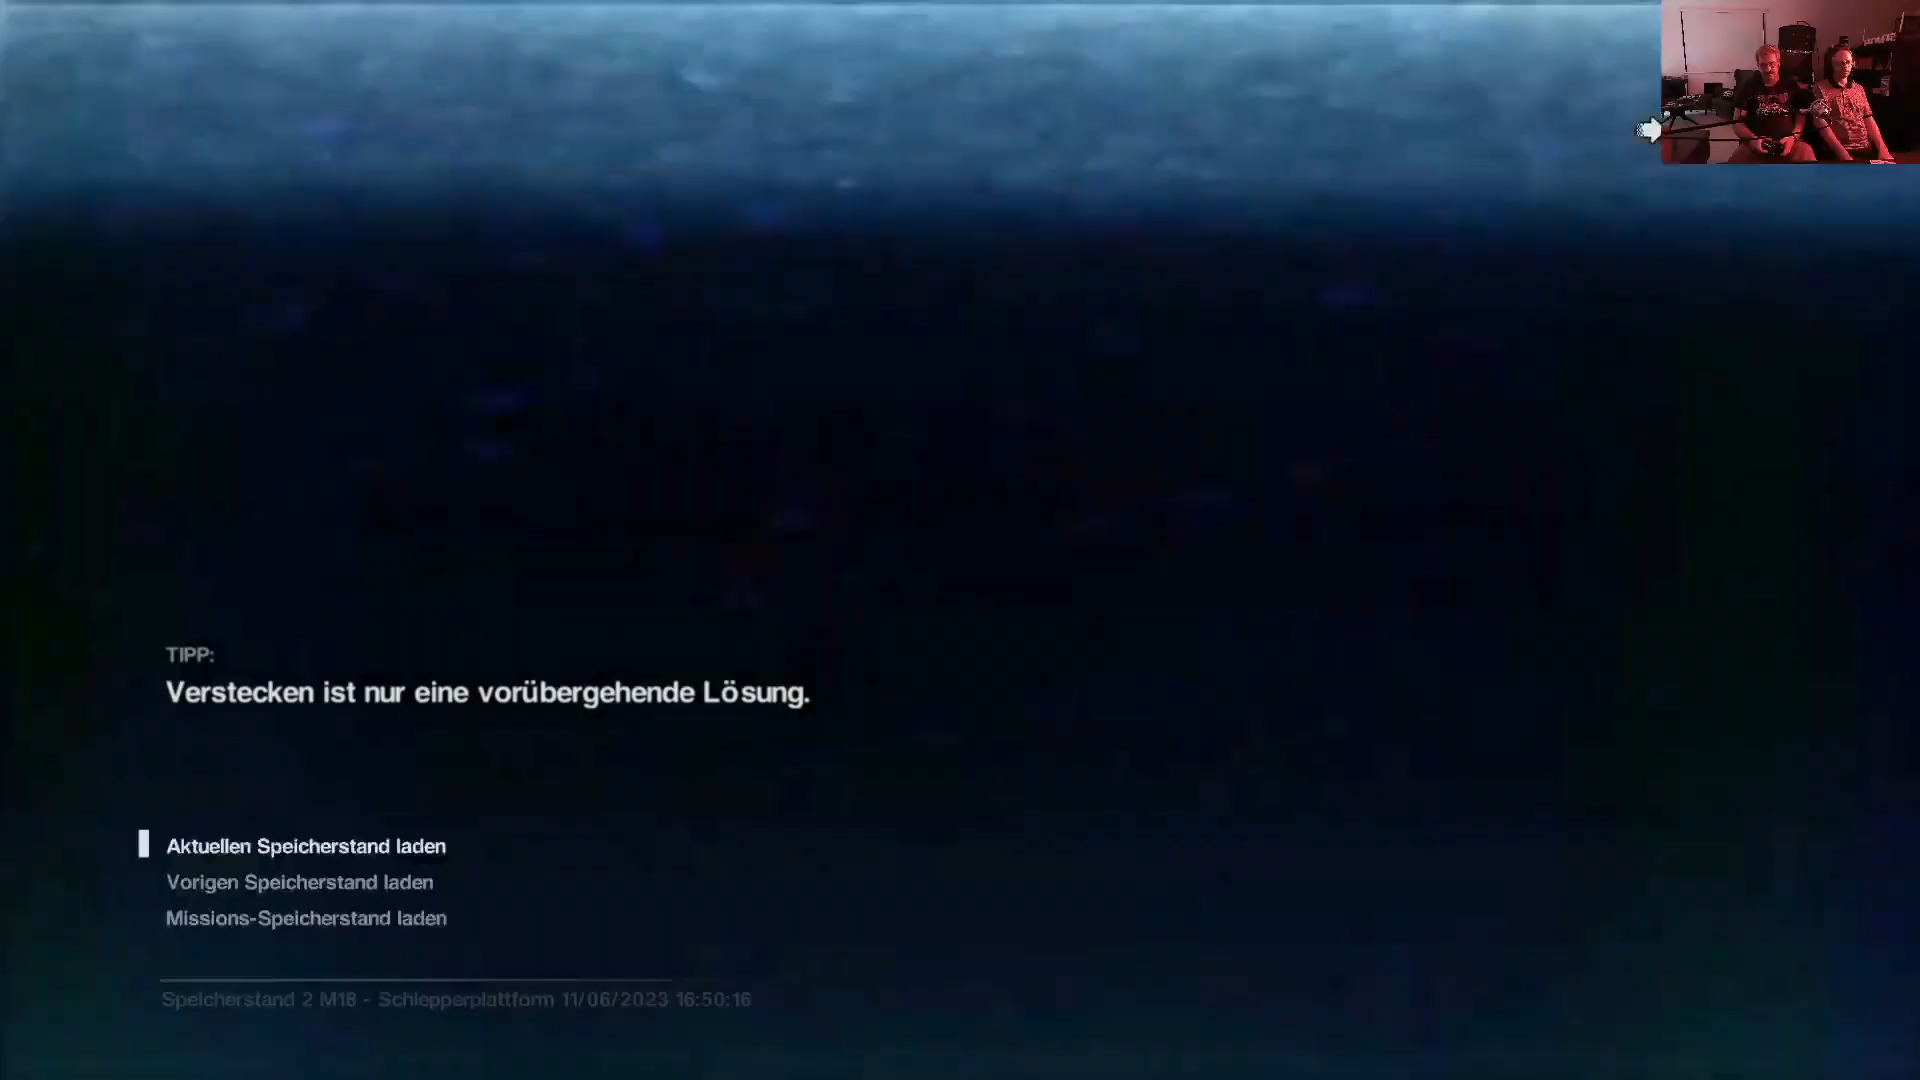 TIPP:
Verstecken ist nur eine vorübergehende Lösung.
Aktuellen Speicherstand laden
Vorigen Speicherstand laden
Missions-Speicherstand laden
Speicherstand 2 M18 - Schlepperplattform 11/06/2023 16:50:16